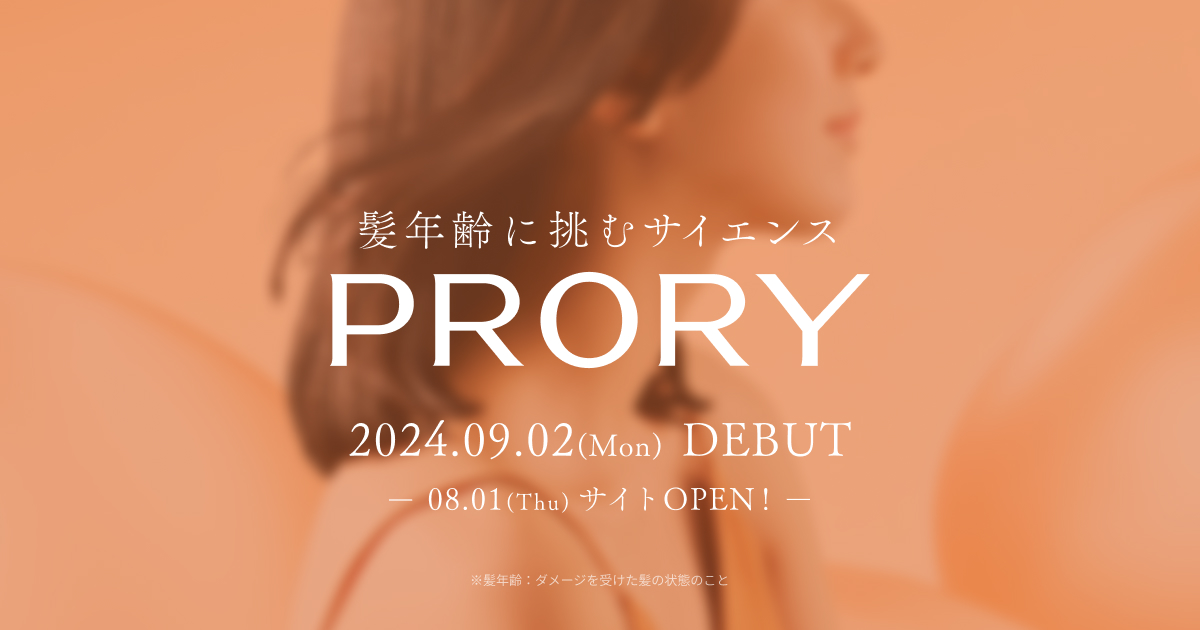 髪年齢に挑むサイエンス
PRORY
2024.09.02(Mon) DEBUT
— 08.01(Thu) サイトOPEN! —
※髪年齢：ダメージを受けた髪の状態のこと